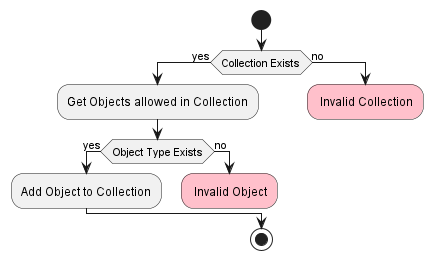 yes
Collection Exists
no
Get Objects allowed in Collection
Invalid Collection
yes
Object Type Exists
no
Add Object to Collection
Invalid Object